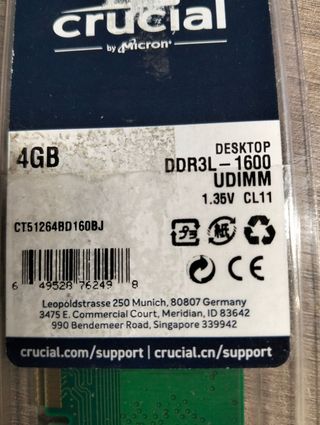 crucial
by Micron
4GB
DESKTOP
DDR3L-1600
UDIMM
1.35V CL11
CT51264BD160BJ
紙
6 49528 76249 8
CE
Leopoldstrasse 250 Munich, 80807 Germany
3475 E. Commercial Court, Meridian, ID 83642
990 Bendemeer Road, Singapore 339942
crucial.com/support | crucial.cn/support